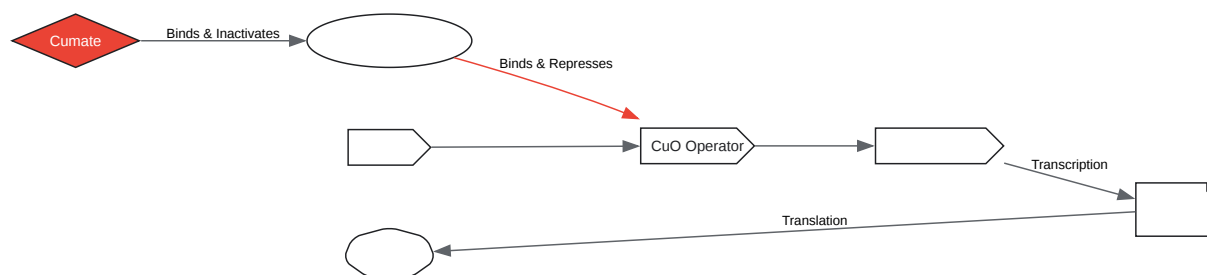 Cumate
Binds & Inactivates
Binds & Represses
CuO Operator
Transcription
Translation